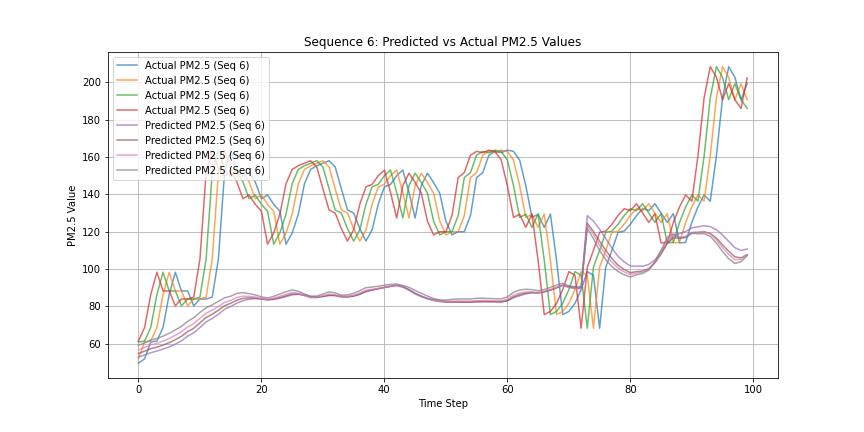 Sequence 6: Predicted vs Actual PM2.5 Values
Actual PM2.5 (Seq 6)
Actual PM2.5 (Seq 6)
Actual PM2.5 (Seq 6)
Actual PM2.5 (Seq 6)
Predicted PM2.5 (Seq 6)
Predicted PM2.5 (Seq 6)
Predicted PM2.5 (Seq 6)
Predicted PM2.5 (Seq 6)
PM2.5 Value
200
180
160
140
120
100
80
60
0 20 40 60 80 100
Time Step